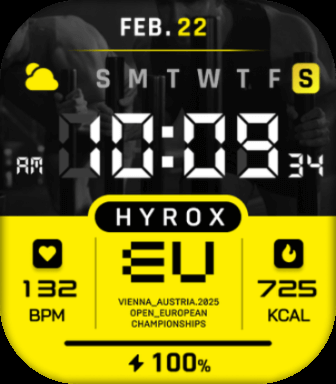 FEB. 22
S M T W T F S
AM 10:09 34
HYROX
EU
132
BPM
VIENNA_AUSTRIA.2025
OPEN_EUROPEAN
CHAMPIONSHIPS
725
KCAL
100%